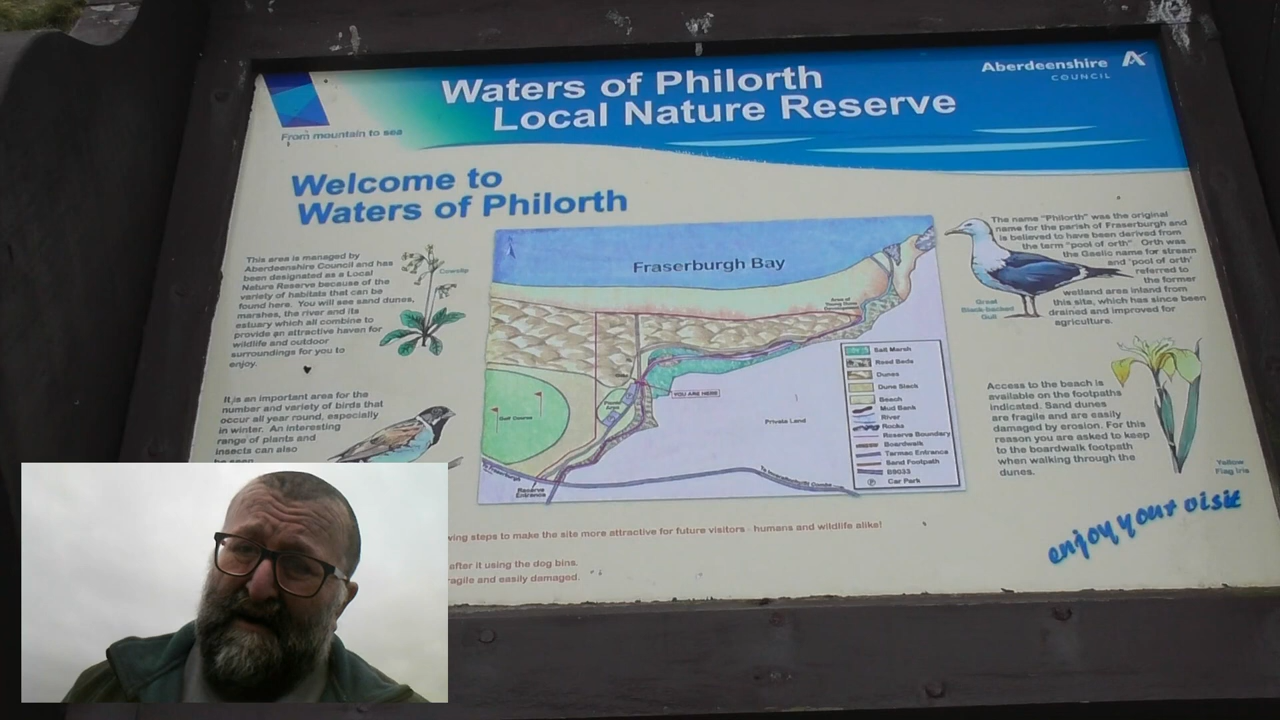 Waters of Philorth
Local Nature Reserve
Aberdeenshire
COUNCIL
From mountain to sea
Welcome to
Waters of Philorth
This area is managed by
Aberdeenshire Council and has
been designated as a Local
Nature Reserve because of the
variety of habitats that can be
found here. You will see sand dunes,
marshes, the river and its
estuary which all combine to
provide an attractive haven for
wildlife and outdoor
surroundings for you to
enjoy.
Cowslip
It is an important area for the
number and variety of birds that
occur all year round, especially
in winter. An interesting
range of plants and
insects can also
be seen
Fraserburgh Bay
Area of
Young Dune
YOU ARE HERE
Golf Course
Picnic
Area
Private Land
Reserve
Entrance
Salt Marsh
Reed Beds
Dunes
Dune Slack
Beach
Mud Bank
River
Rocks
Reserve Boundary
Boardwalk
Tarmac Entrance
Sand Footpath
B9033
P Car Park
The name "Philorth" was the original
name for the parish of Fraserburgh and
is believed to have been derived from
the term "pool of orth". Orth was
the Gaelic name for stream
and 'pool of orth'
referred to
the former
wetland area inland from
this site, which has since been
drained and improved for
agriculture.
Great
Black-backed
Gull
Access to the beach is
available on the footpaths
indicated. Sand dunes
are fragile and are easily
damaged by erosion. For this
reason you are asked to keep
to the boardwalk footpath
when walking through the
dunes.
Yellow
Flag Iris
wing steps to make the site more attractive for future visitors - humans and wildlife alike!
after it using the dog bins.
ragile and easily damaged.
enjoy your visit